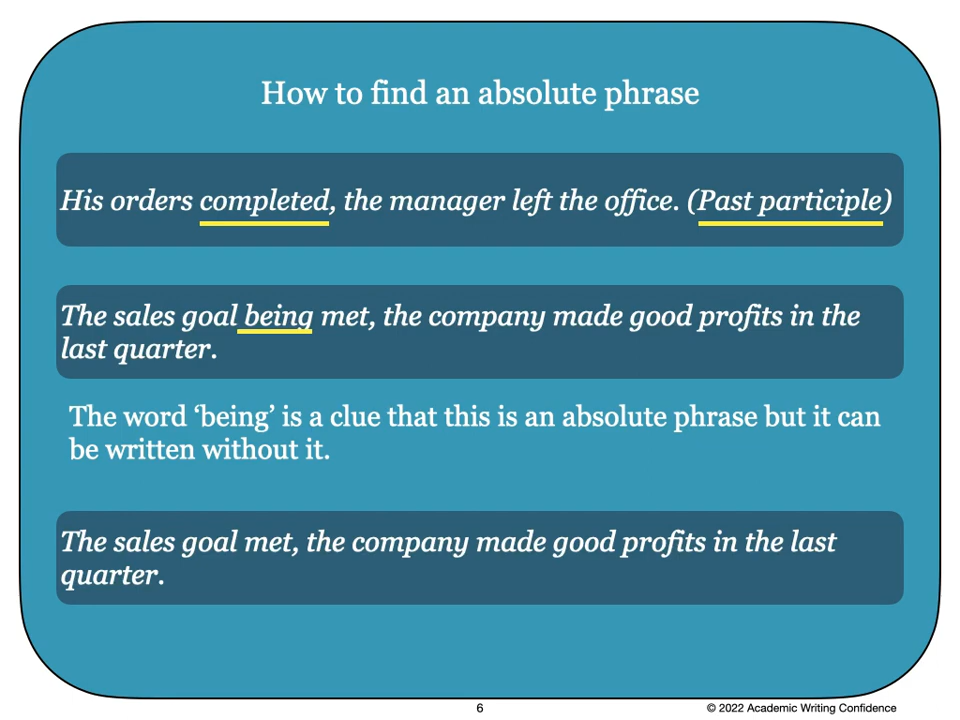 How to find an absolute phrase
His orders completed, the manager left the office. (Past participle)
The sales goal being met, the company made good profits in the
last quarter.
The word ‘being’ is a clue that this is an absolute phrase but it can
be written without it.
The sales goal met, the company made good profits in the last
quarter.
6
© 2022 Academic Writing Confidence